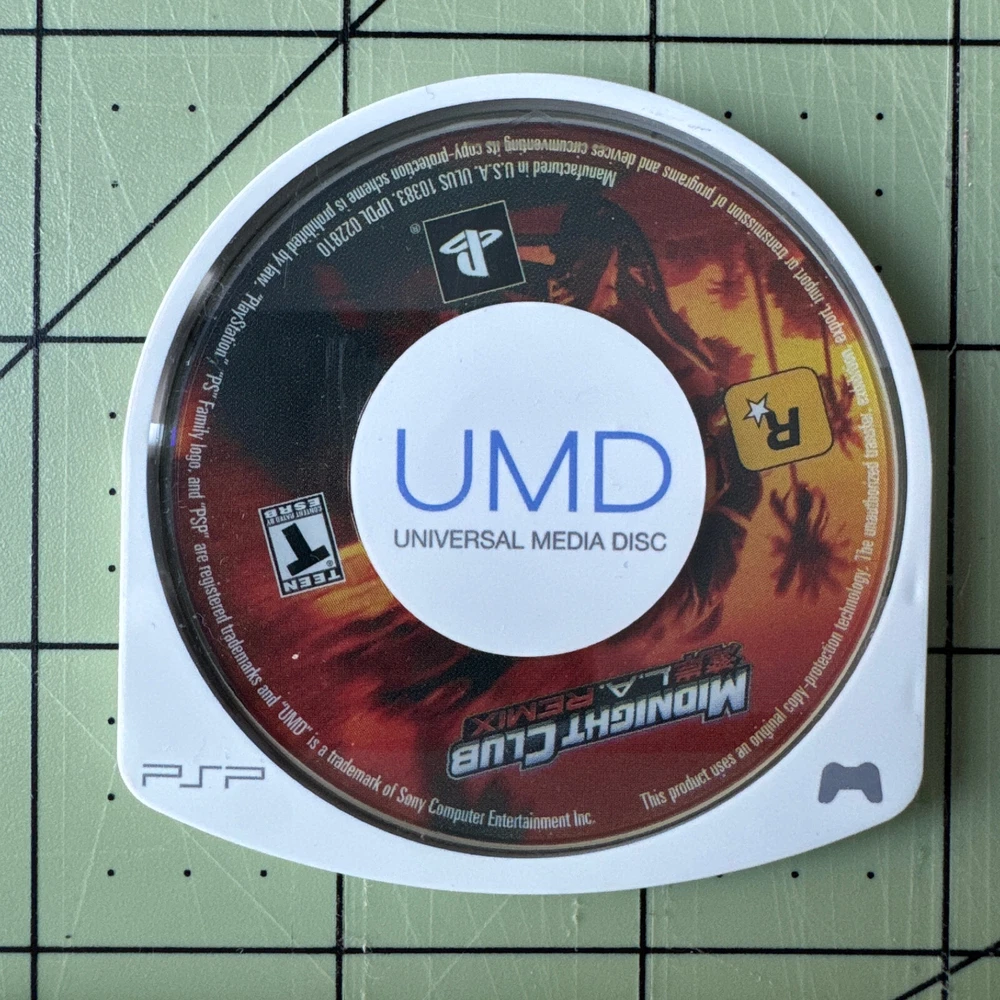 UMD
UNIVERSAL MEDIA DISC
MIDNIGHT CLUB
L.A. REMIX
R
TEEN
T
®
CONTENT RATED BY
ESRB
®
PSP
This product uses an original copy-protection technology. The unauthorized transfer, exhibition, export, import or transmission of programs and devices circumventing its copy-protection scheme is prohibited by law. "PlayStation", "PS" Family logo, and "PSP" are registered trademarks and "UMD" is a trademark of Sony Computer Entertainment Inc.
Manufactured in U.S.A. ULUS 10383. UPDL 022810